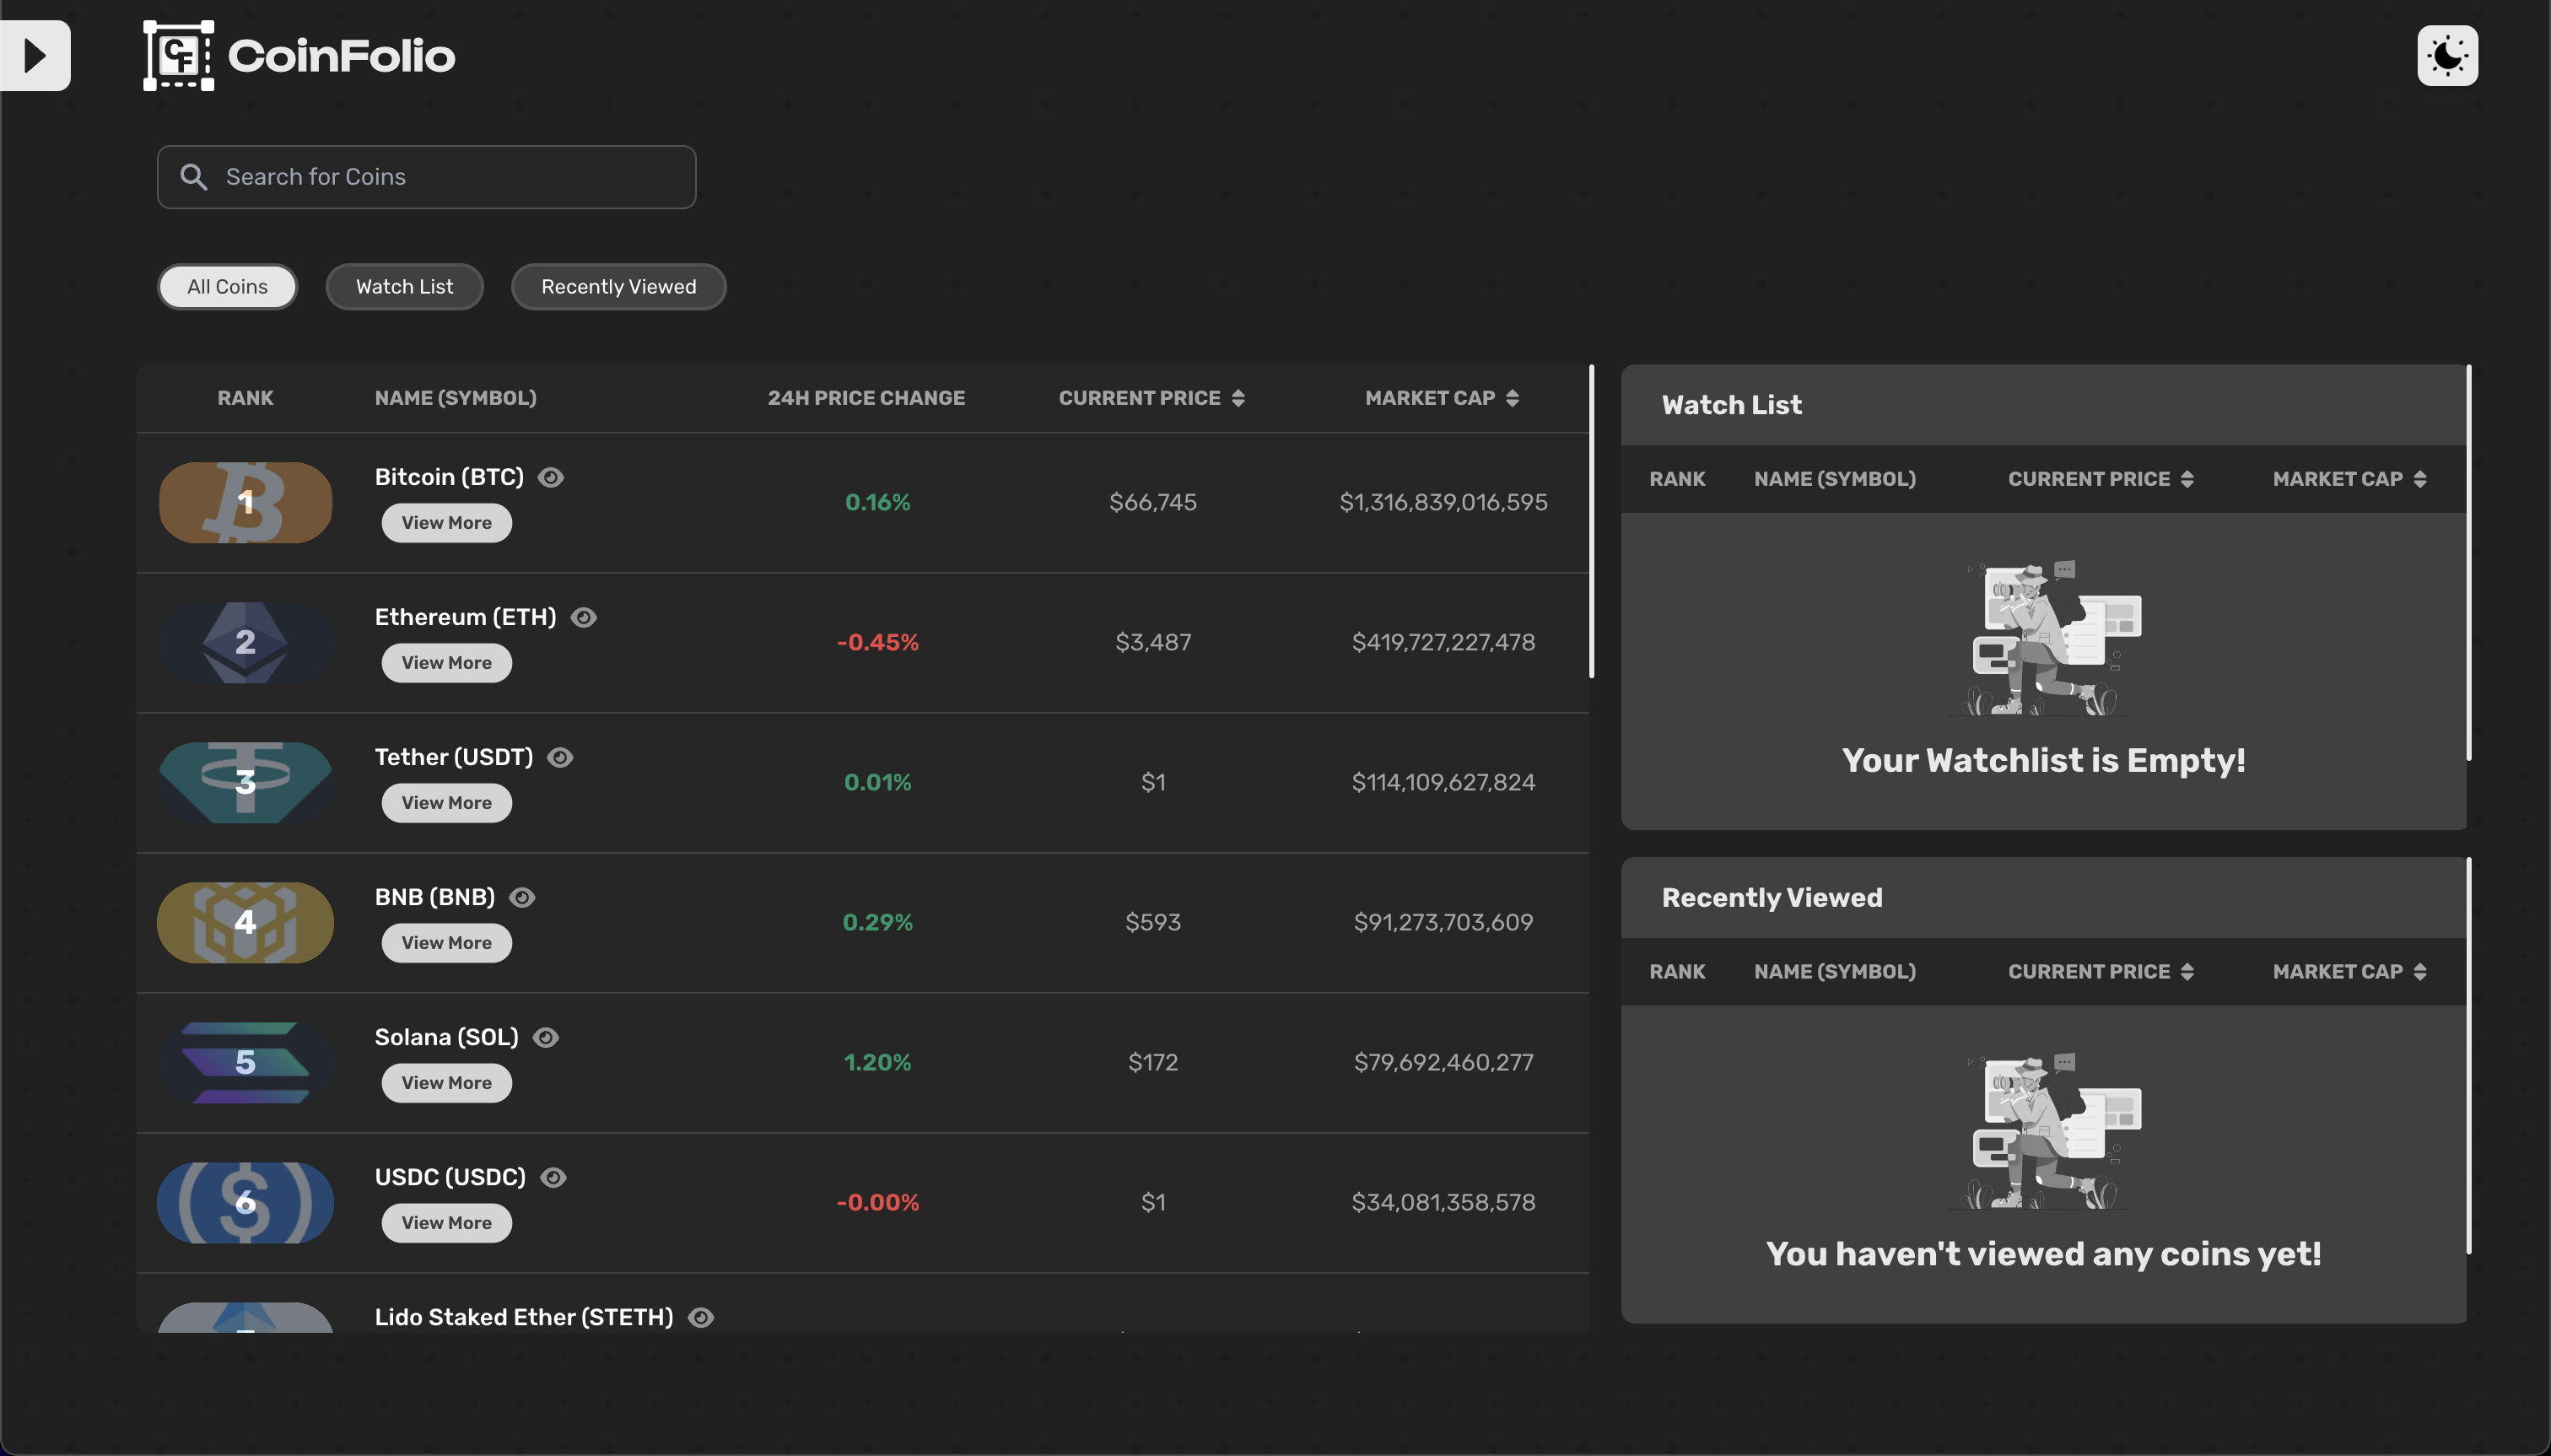 CF CoinFolio
Search for Coins
All Coins Watch List Recently Viewed
RANK NAME (SYMBOL) 24H PRICE CHANGE CURRENT PRICE MARKET CAP
1 Bitcoin (BTC) 0.16% $66,745 $1,316,839,016,595
View More
2 Ethereum (ETH) -0.45% $3,487 $419,727,227,478
View More
3 Tether (USDT) 0.01% $1 $114,109,627,824
View More
4 BNB (BNB) 0.29% $593 $91,273,703,609
View More
5 Solana (SOL) 1.20% $172 $79,692,460,277
View More
6 USDC (USDC) -0.00% $1 $34,081,358,578
View More
Lido Staked Ether (STETH)
Watch List
RANK NAME (SYMBOL) CURRENT PRICE MARKET CAP
Your Watchlist is Empty!
Recently Viewed
RANK NAME (SYMBOL) CURRENT PRICE MARKET CAP
You haven't viewed any coins yet!